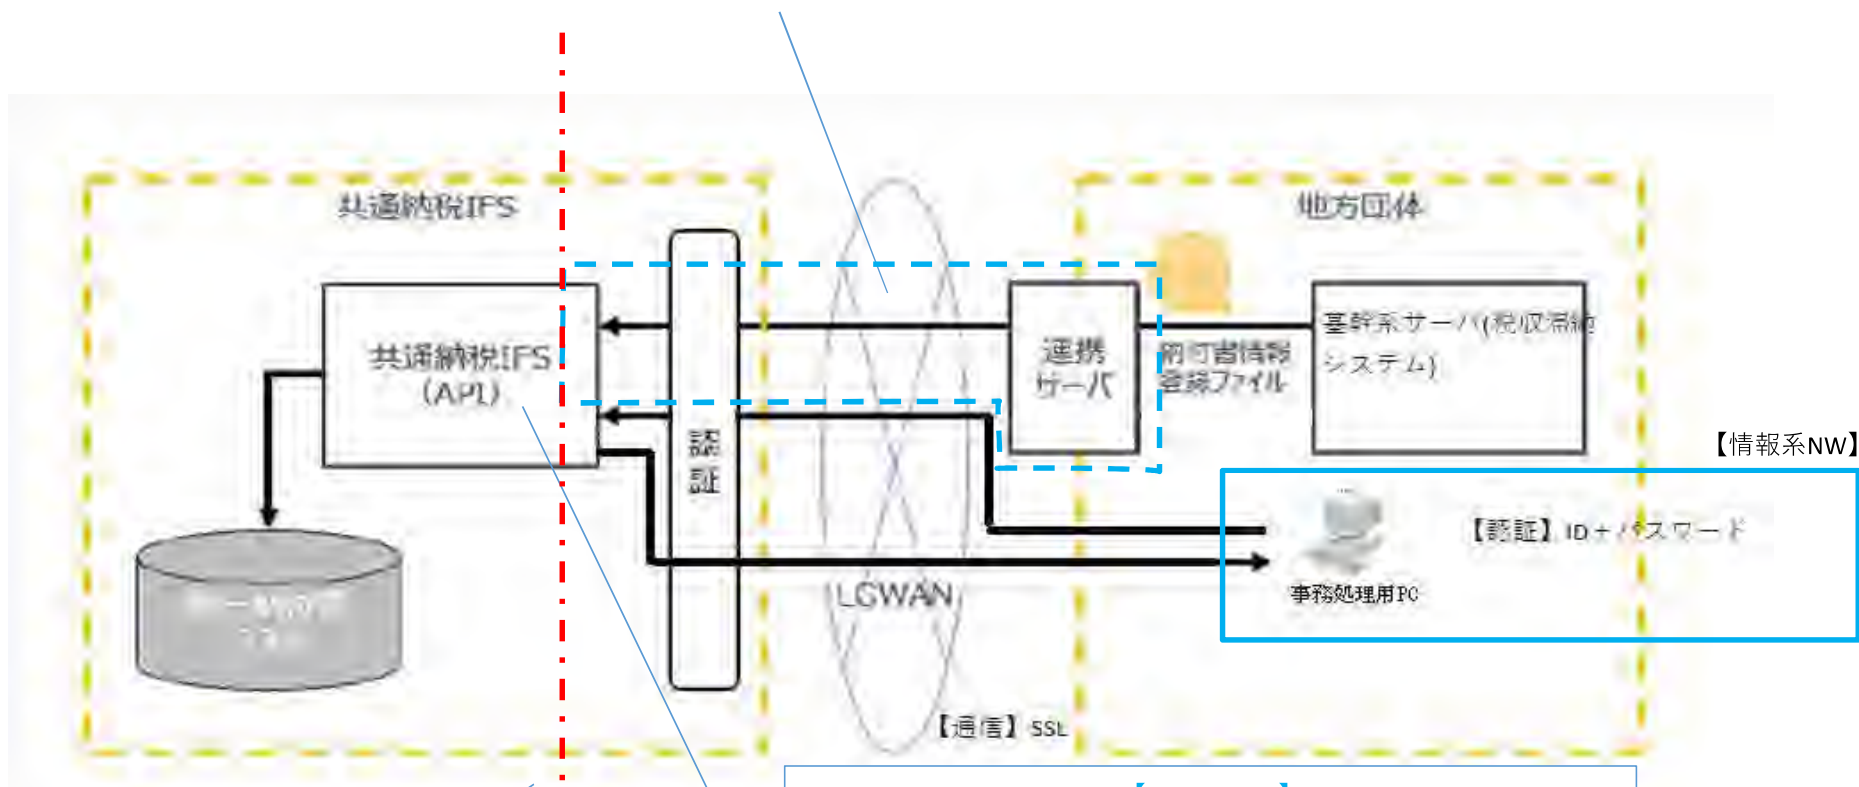 共通納税IFS
地方団体
共通納税IFS
(API)
認
証
連携
サーバ
納付書情報
登録ファイル
基幹系サーバ(税収滞納
システム)
【情報系NW】
【認証】ID+パスワード
事務処理用PC
LGWAN
【通信】SSL